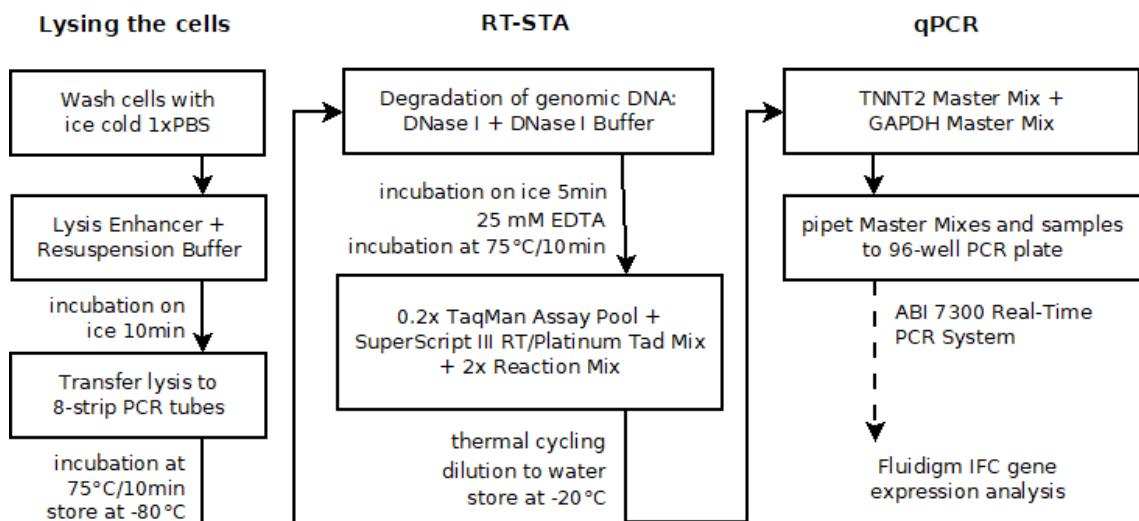 Lysing the cells
Wash cells with
ice cold 1xPBS
Lysis Enhancer +
Resuspension Buffer
incubation on
ice 10min
Transfer lysis to
8-strip PCR tubes
incubation at
75°C/10min
store at -80°C
RT-STA
Degradation of genomic DNA:
DNase I + DNase I Buffer
incubation on ice 5min
25 mM EDTA
incubation at 75°C/10min
0.2x TaqMan Assay Pool +
SuperScript III RT/Platinum Tad Mix
+ 2x Reaction Mix
thermal cycling
dilution to water
store at -20°C
qPCR
TNNT2 Master Mix +
GAPDH Master Mix
pipet Master Mixes and samples
to 96-well PCR plate
ABI 7300 Real-Time
PCR System
Fluidigm IFC gene
expression analysis